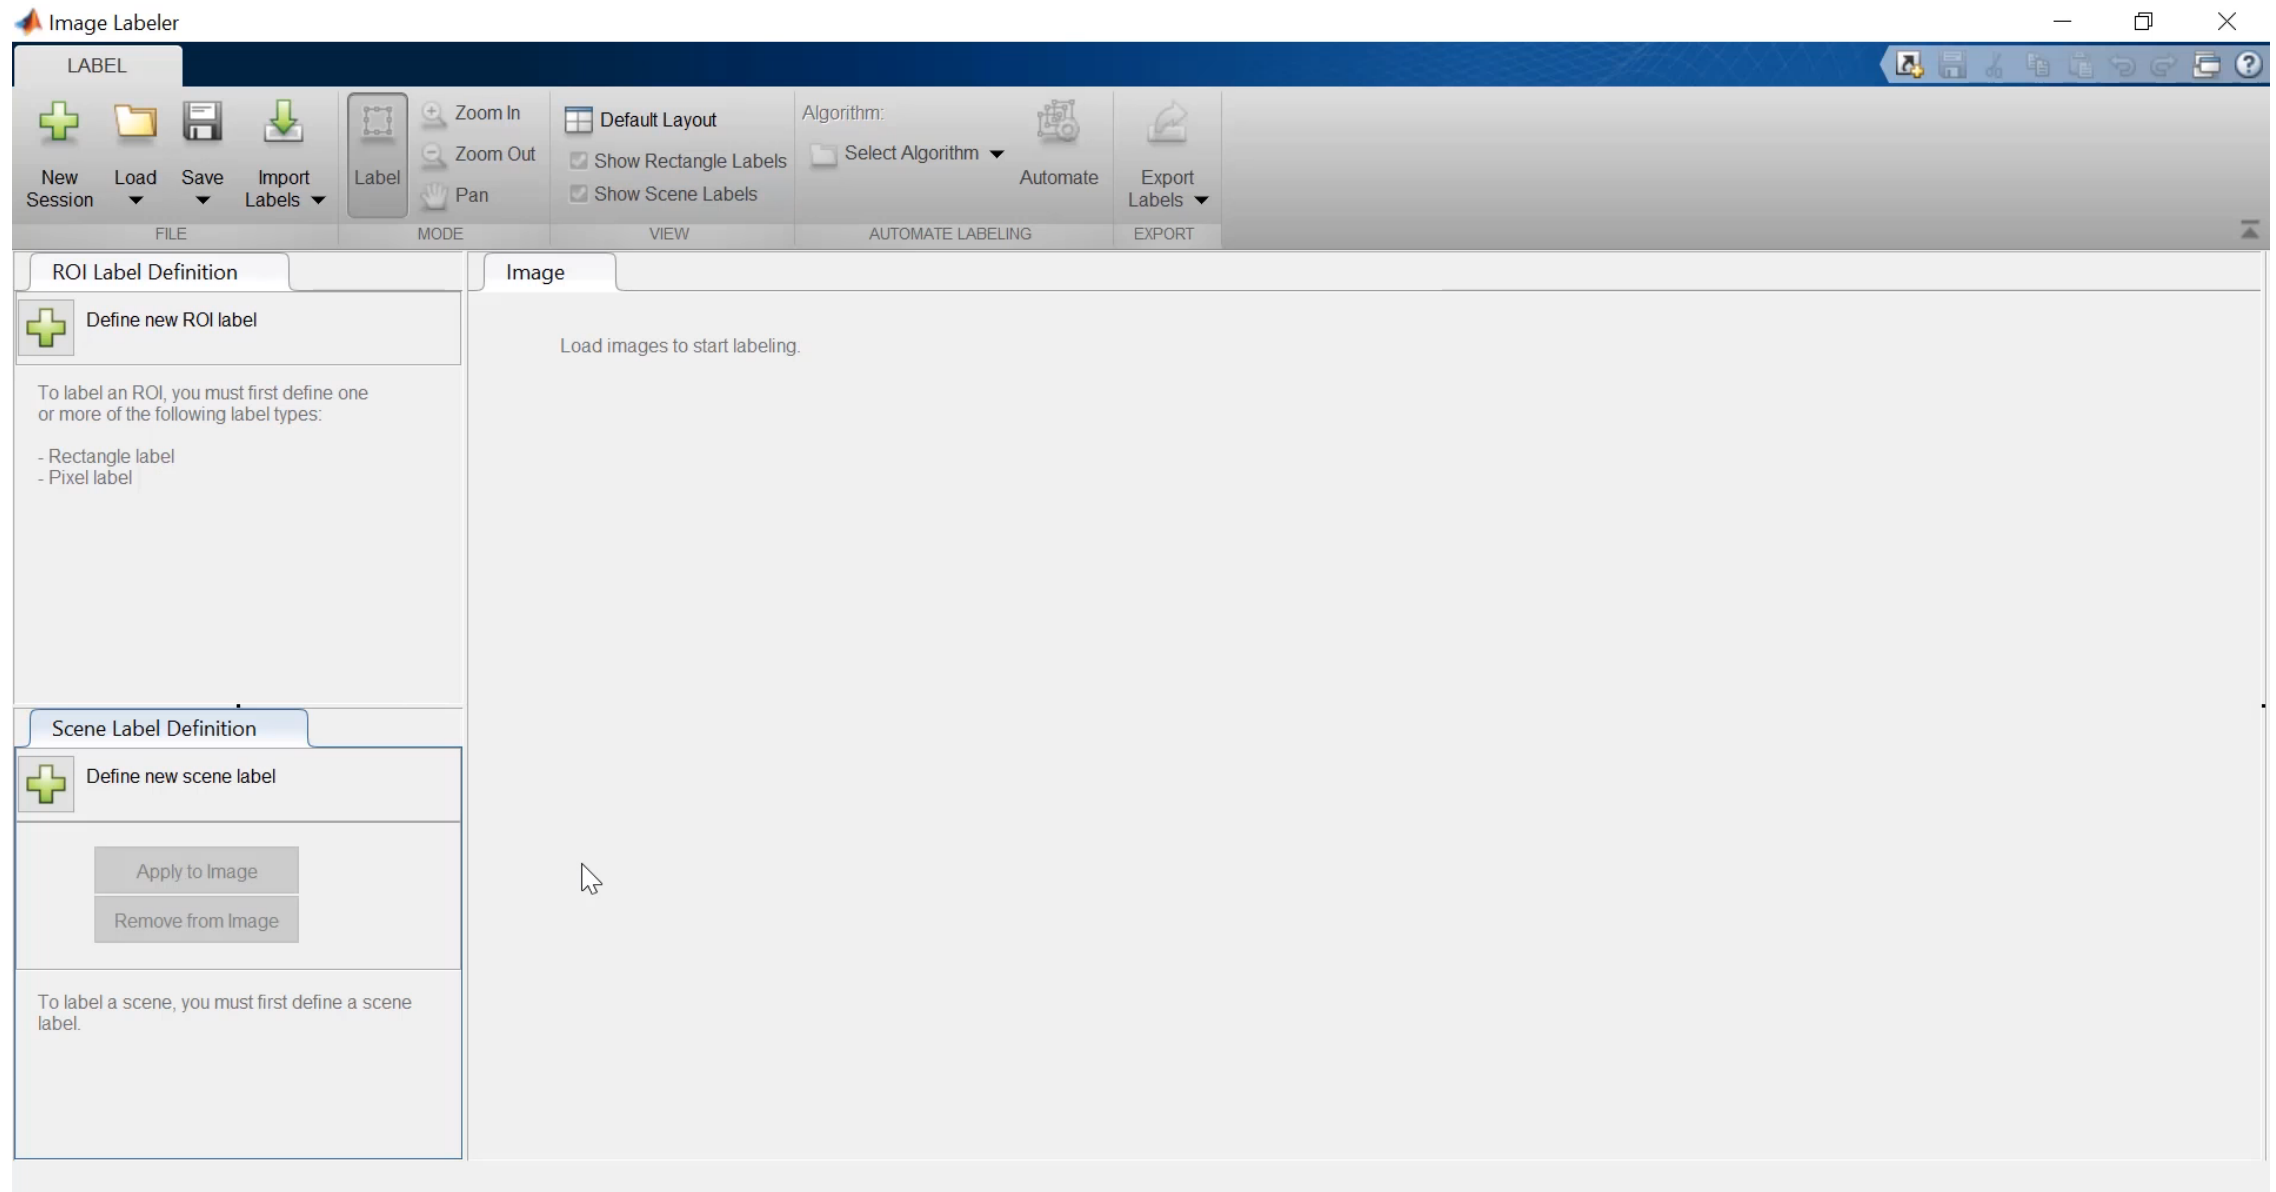 Image Labeler
LABEL
New
Session
Load
Save
Import
Labels
Label
Zoom In
Zoom Out
Pan
Default Layout
Show Rectangle Labels
Show Scene Labels
Algorithm:
Select Algorithm
Automate
Export
Labels
FILE
MODE
VIEW
AUTOMATE LABELING
EXPORT
ROI Label Definition
Define new ROI label
To label an ROI, you must first define one
or more of the following label types:
- Rectangle label
- Pixel label
Image
Load images to start labeling.
Scene Label Definition
Define new scene label
Apply to Image
Remove from Image
To label a scene, you must first define a scene
label.